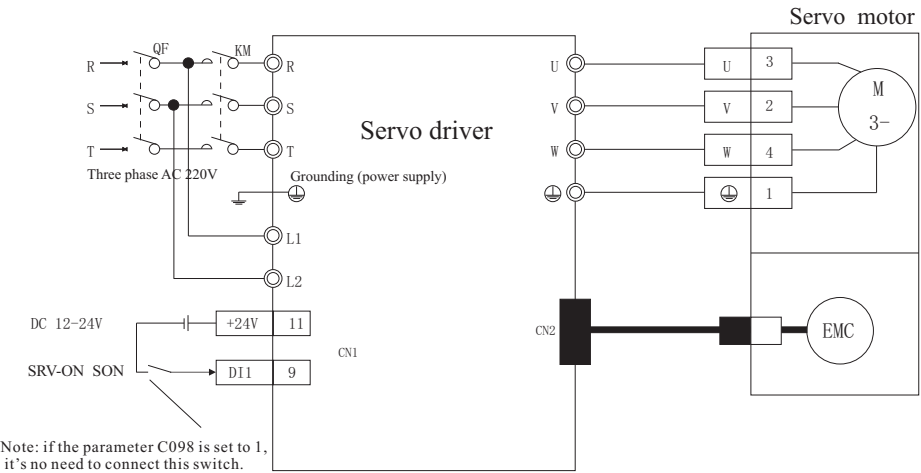 Servo motor
QF KM
R R U U 3
M
3-
S S V V 2
Servo driver
T T W W 4
Three phase AC 220V
Grounding (power supply)
1
L1
L2
DC 12-24V +24V 11
CN1
CN2
EMC
SRV-ON SON DI1 9
Note: if the parameter C098 is set to 1,
it's no need to connect this switch.